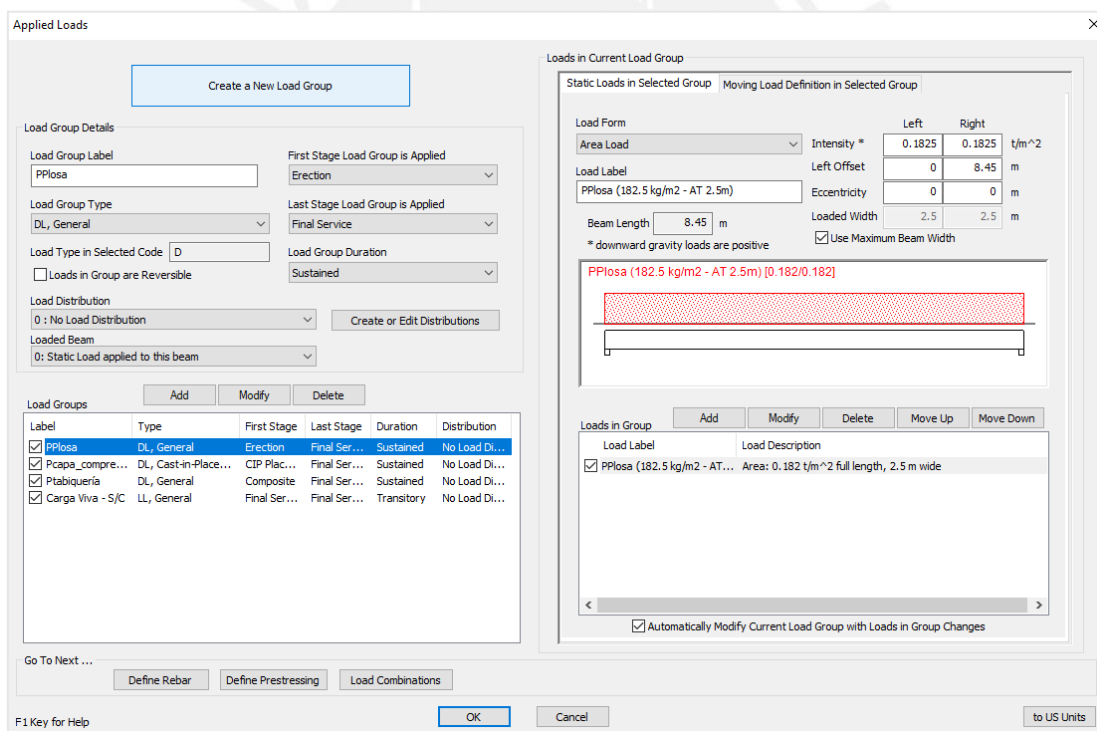 Applied Loads
Create a New Load Group
Load Group Details
Load Group Label
PPlosa
First Stage Load Group is Applied
Erection
Load Group Type
DL, General
Last Stage Load Group is Applied
Final Service
Load Type in Selected Code D
Loads in Group are Reversible
Load Group Duration
Sustained
Load Distribution
0 : No Load Distribution
Create or Edit Distributions
Loaded Beam
0: Static Load applied to this beam
Load Groups
Add Modify Delete
Label Type First Stage Last Stage Duration Distribution
PPlosa DL, General Erection Final Ser... Sustained No Load Di...
Pcapa_compre... DL, Cast-in-Place... CIP Plac... Final Ser... Sustained No Load Di...
Ptabiquería DL, General Composite Final Ser... Sustained No Load Di...
Carga Viva - S/C LL, General Final Ser... Final Ser... Transitory No Load Di...
Loads in Current Load Group
Static Loads in Selected Group Moving Load Definition in Selected Group
Load Form
Area Load
Load Label
PPlosa (182.5 kg/m2 - AT 2.5m)
Beam Length 8.45 m
* downward gravity loads are positive
Left Right
Intensity * 0.1825 0.1825 t/m^2
Left Offset 0 8.45 m
Eccentricity 0 0 m
Loaded Width 2.5 2.5 m
Use Maximum Beam Width
PPlosa (182.5 kg/m2 - AT 2.5m) [0.182/0.182]
Loads in Group
Add Modify Delete Move Up Move Down
Load Label Load Description
PPlosa (182.5 kg/m2 - AT... Area: 0.182 t/m^2 full length, 2.5 m wide
Automatically Modify Current Load Group with Loads in Group Changes
Go To Next ...
Define Rebar Define Prestressing Load Combinations
F1 Key for Help
OK Cancel to US Units